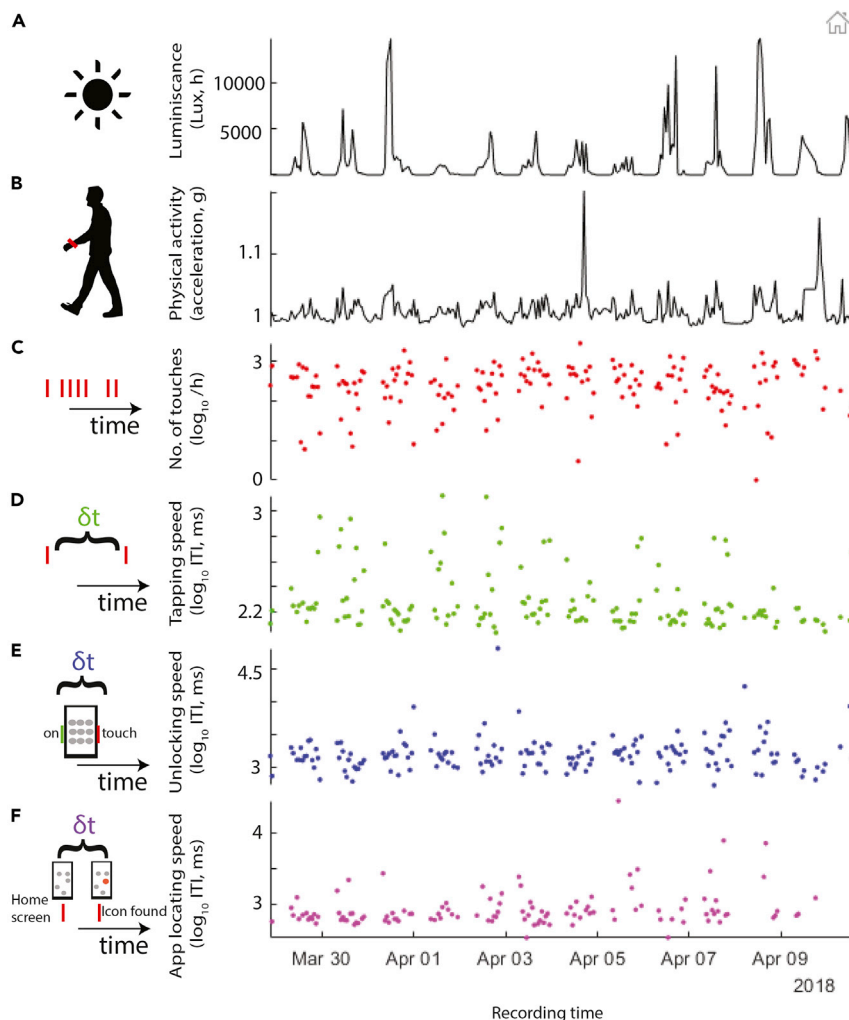 A
Luminiscance
(Lux, h)
10000
5000
B
Physical activity
(acceleration, g)
1.1
1
C
time
No. of touches
(log10 /h)
3
0
D
δt
time
Tapping speed
(log10 ITI, ms)
3
2.2
E
δt
on
touch
time
Unlocking speed
(log10 ITI, ms)
4.5
3
F
δt
Home
screen
Icon found
time
App locating speed
(log10 ITI, ms)
4
3
Mar 30 Apr 01 Apr 03 Apr 05 Apr 07 Apr 09
2018
Recording time